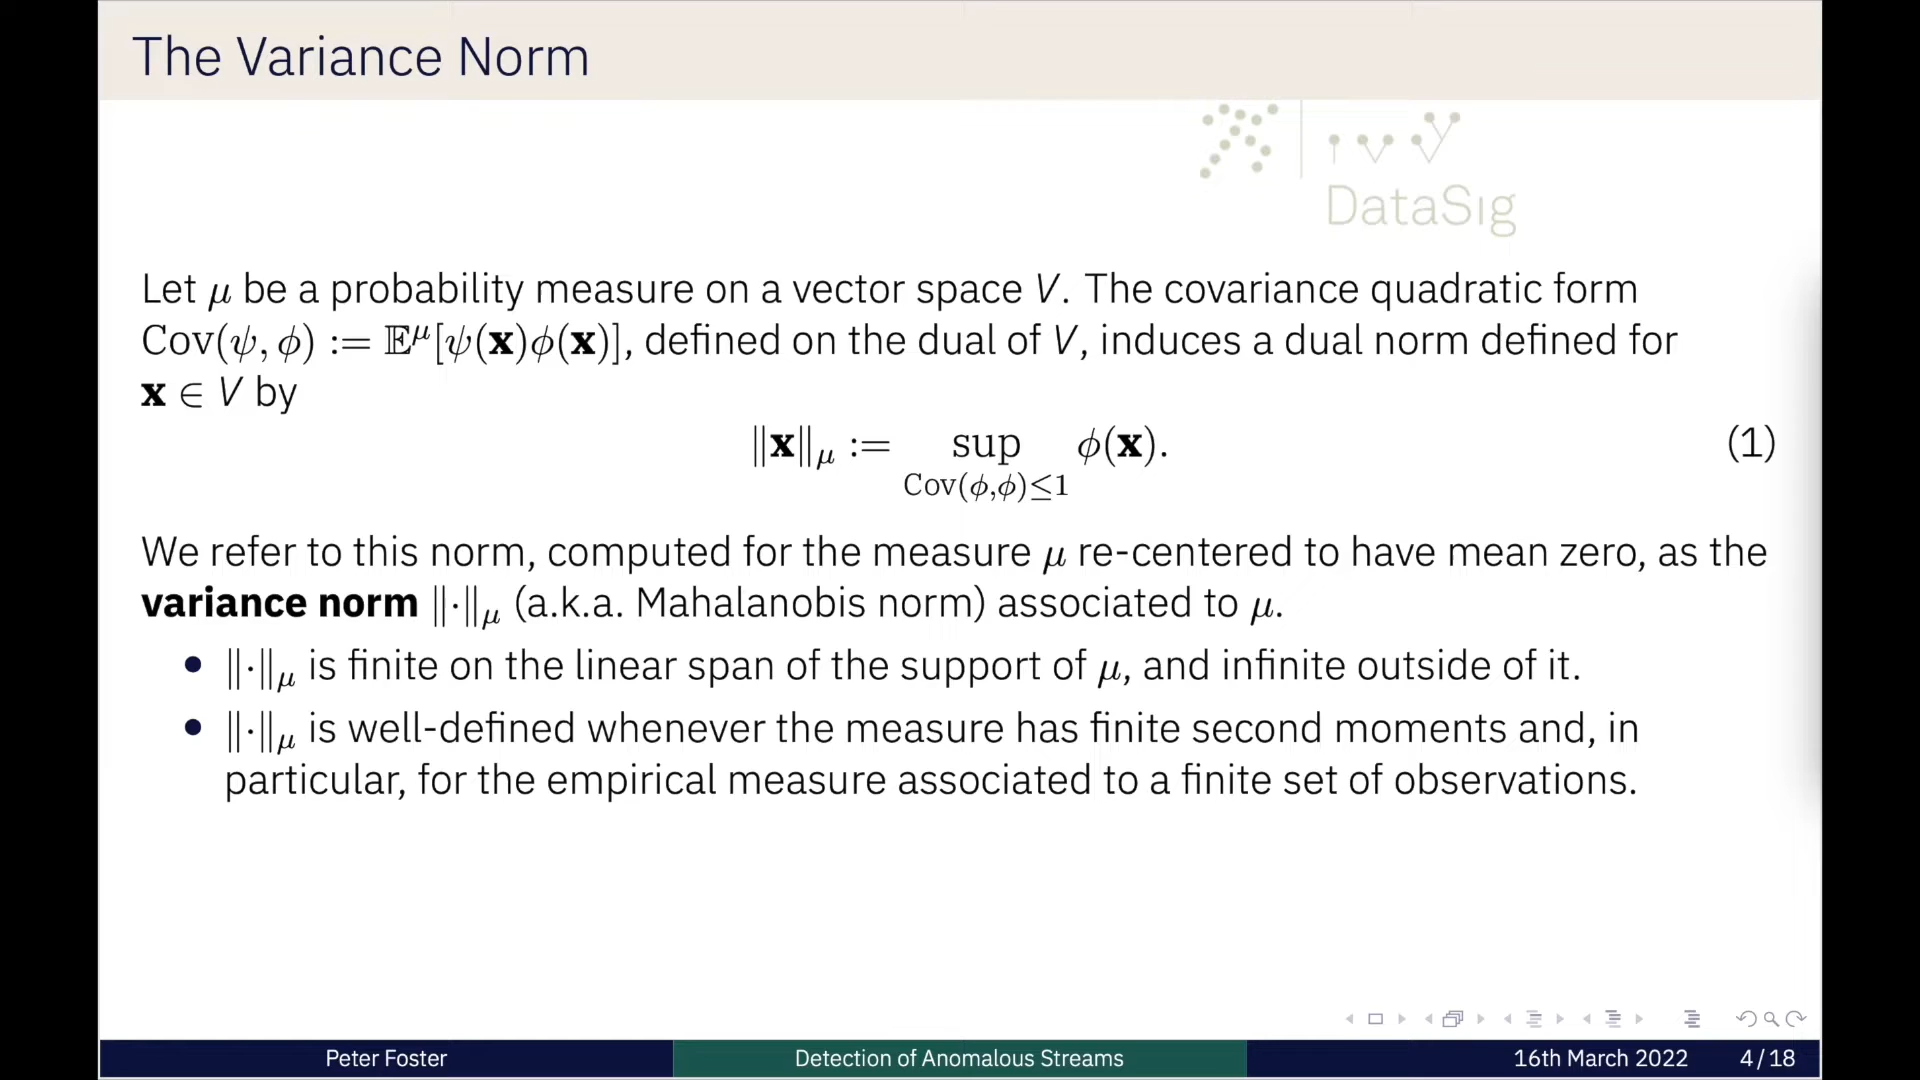 The Variance Norm
DataSig
Let μ be a probability measure on a vector space V. The covariance quadratic form
Cov(ψ, ϕ) := 𝔼^μ[ψ(𝐱)ϕ(𝐱)], defined on the dual of V, induces a dual norm defined for
𝐱 ∈ V by
‖𝐱‖_μ := sup_{Cov(ϕ,ϕ)≤1} ϕ(𝐱). (1)
We refer to this norm, computed for the measure μ re-centered to have mean zero, as the
variance norm ‖·‖_μ (a.k.a. Mahalanobis norm) associated to μ.
• ‖·‖_μ is finite on the linear span of the support of μ, and infinite outside of it.
• ‖·‖_μ is well-defined whenever the measure has finite second moments and, in
particular, for the empirical measure associated to a finite set of observations.
Peter Foster Detection of Anomalous Streams 16th March 2022 4/18